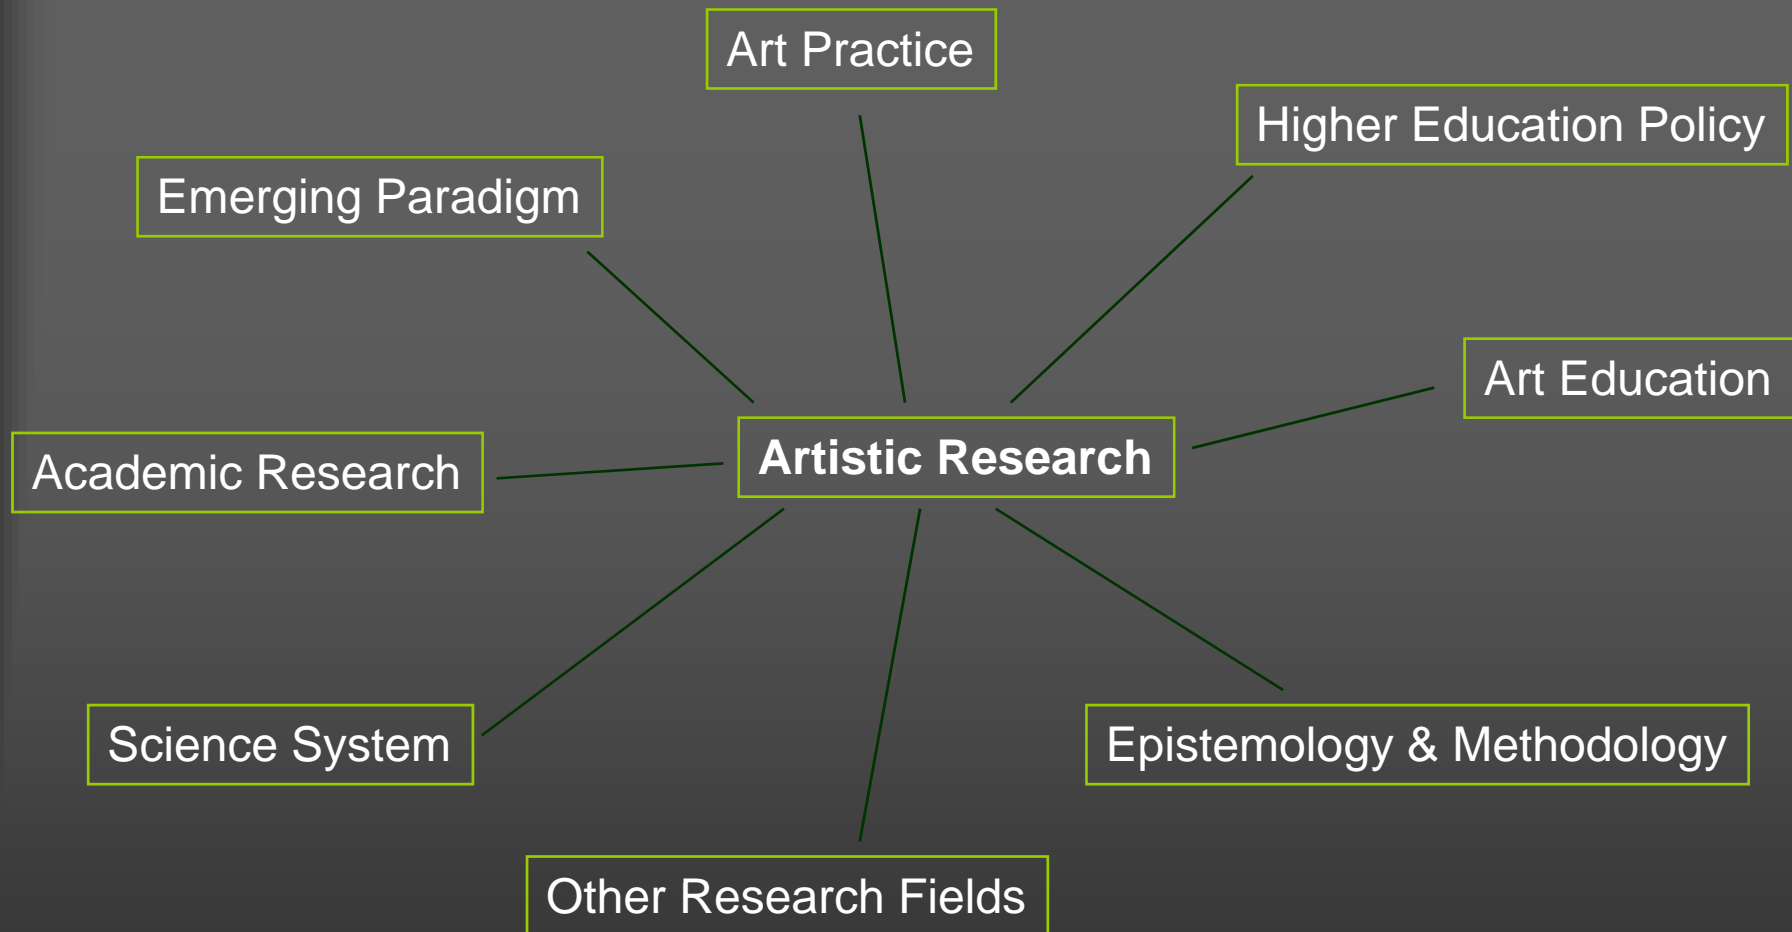 Art Practice
Higher Education Policy
Emerging Paradigm
Art Education
Artistic Research
Academic Research
Science System
Epistemology & Methodology
Other Research Fields